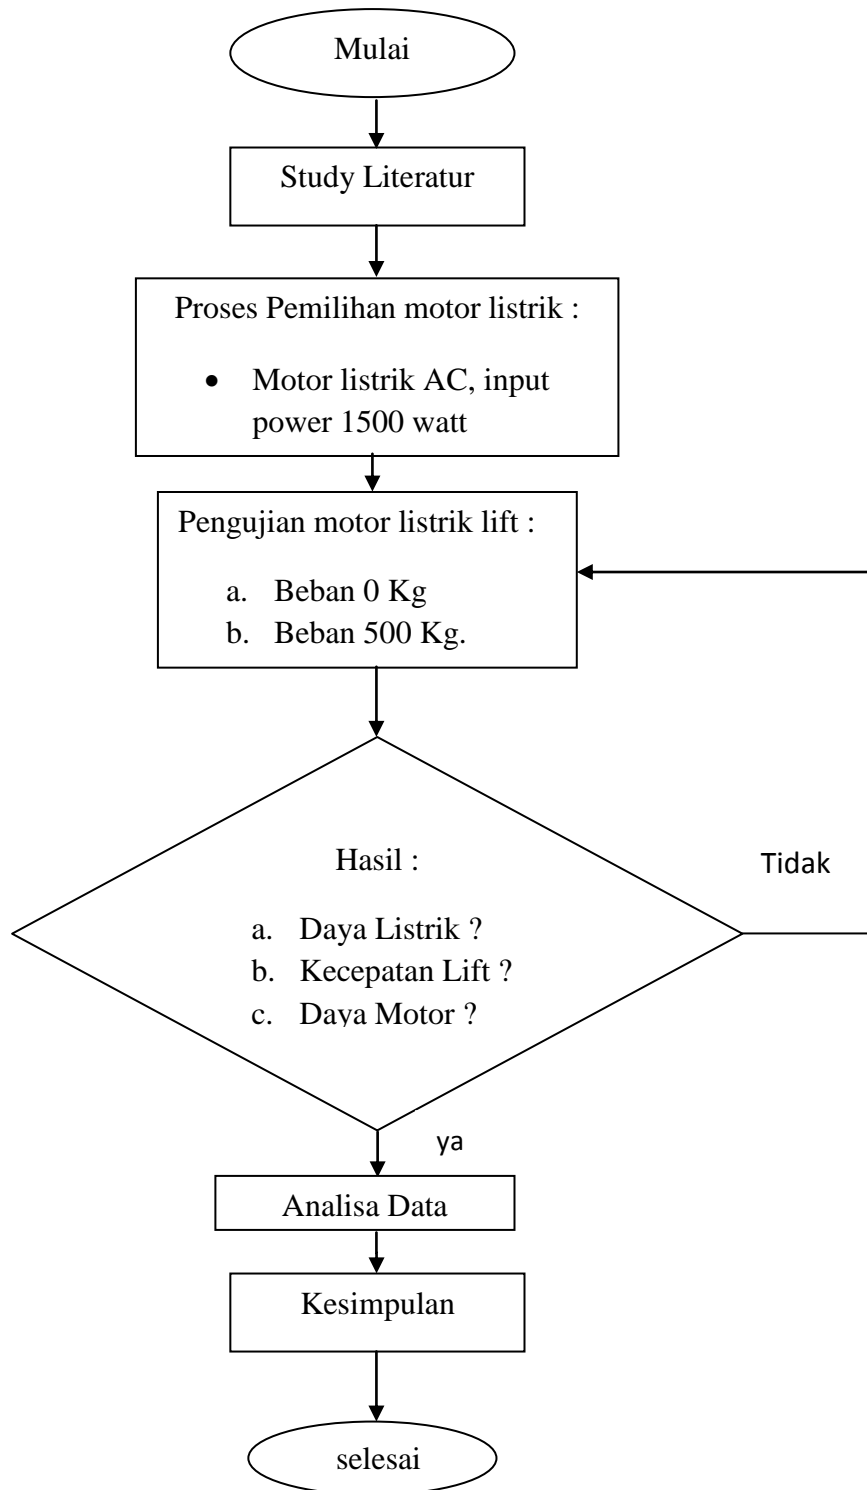 Mulai
Study Literatur
Proses Pemilihan motor listrik :
• Motor listrik AC, input
power 1500 watt
Pengujian motor listrik lift :
a. Beban 0 Kg
b. Beban 500 Kg.
Hasil :
Tidak
a. Daya Listrik ?
b. Kecepatan Lift ?
c. Daya Motor ?
ya
Analisa Data
Kesimpulan
selesai